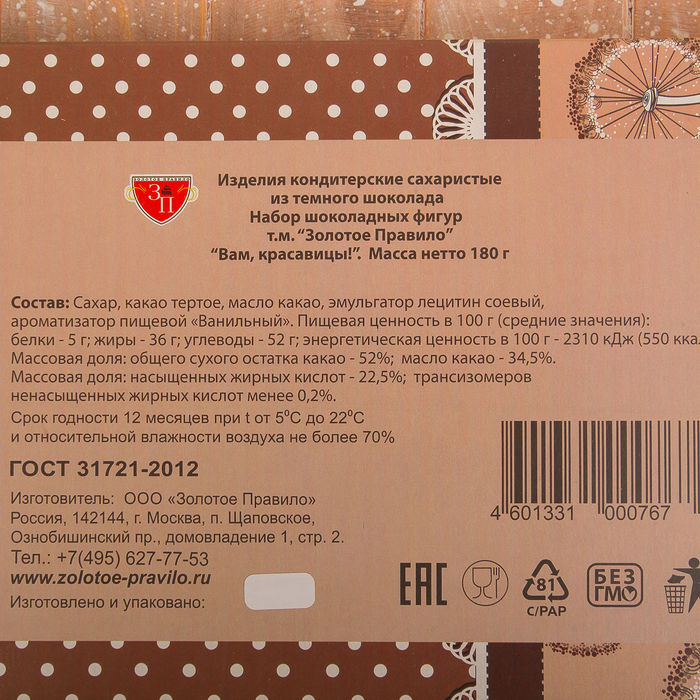 ЗОЛОТОЕ ПРАВИЛО
ЗП
Изделия кондитерские сахаристые
из темного шоколада
Набор шоколадных фигур
т.м. “Золотое Правило”
“Вам, красавицы!”. Масса нетто 180 г
Состав: Сахар, какао тертое, масло какао, эмульгатор лецитин соевый,
ароматизатор пищевой «Ванильный». Пищевая ценность в 100 г (средние значения):
белки - 5 г; жиры - 36 г; углеводы - 52 г; энергетическая ценность в 100 г - 2310 кДж (550 кка
Массовая доля: общего сухого остатка какао - 52%; масло какао - 34,5%.
Массовая доля: насыщенных жирных кислот - 22,5%; трансизомеров
ненасыщенных жирных кислот менее 0,2%.
Срок годности 12 месяцев при t от 5⁰С до 22⁰С
и относительной влажности воздуха не более 70%
ГОСТ 31721-2012
Изготовитель: ООО «Золотое Правило»
Россия, 142144, г. Москва, п. Щаповское,
Ознобишинский пр., домовладение 1, стр. 2.
Тел.: +7(495) 627-77-53
www.zolotoe-pravilo.ru
Изготовлено и упаковано:
4 601331 000767
ЕАС
81
C/PAP
БЕЗ
ГМО